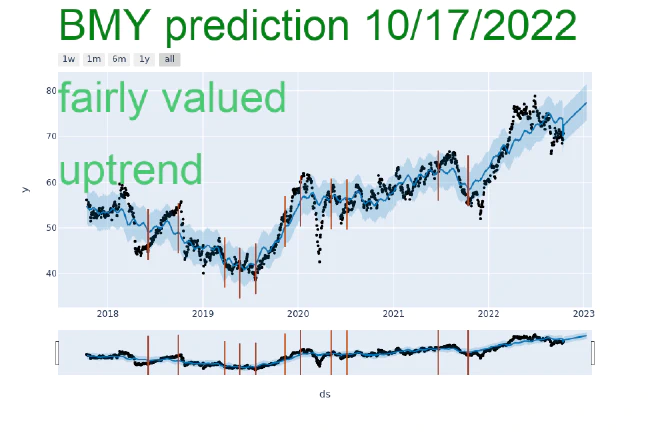 BMY prediction 10/17/2022
1w 1m 6m 1y all
fairly valued
uptrend
80
70
60
50
40
y
2018 2019 2020 2021 2022 2023
ds